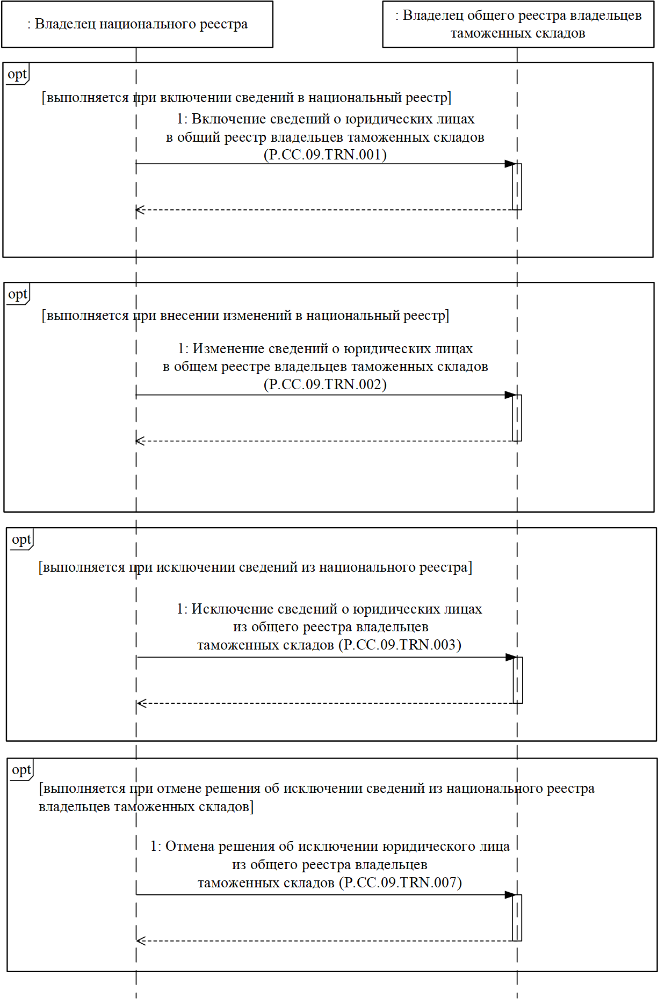 : Владелец национального реестра
: Владелец общего реестра владельцев
таможенных складов
opt
[выполняется при включении сведений в национальный реестр]
1: Включение сведений о юридических лицах
в общий реестр владельцев таможенных складов
(P.CC.09.TRN.001)
opt
[выполняется при внесении изменений в национальный реестр]
1: Изменение сведений о юридических лицах
в общем реестре владельцев таможенных складов
(P.CC.09.TRN.002)
opt
[выполняется при исключении сведений из национального реестра]
1: Исключение сведений о юридических лицах
из общего реестра владельцев
таможенных складов (P.CC.09.TRN.003)
opt
[выполняется при отмене решения об исключении сведений из национального реестра
владельцев таможенных складов]
1: Отмена решения об исключении юридического лица
из общего реестра владельцев
таможенных складов (P.CC.09.TRN.007)